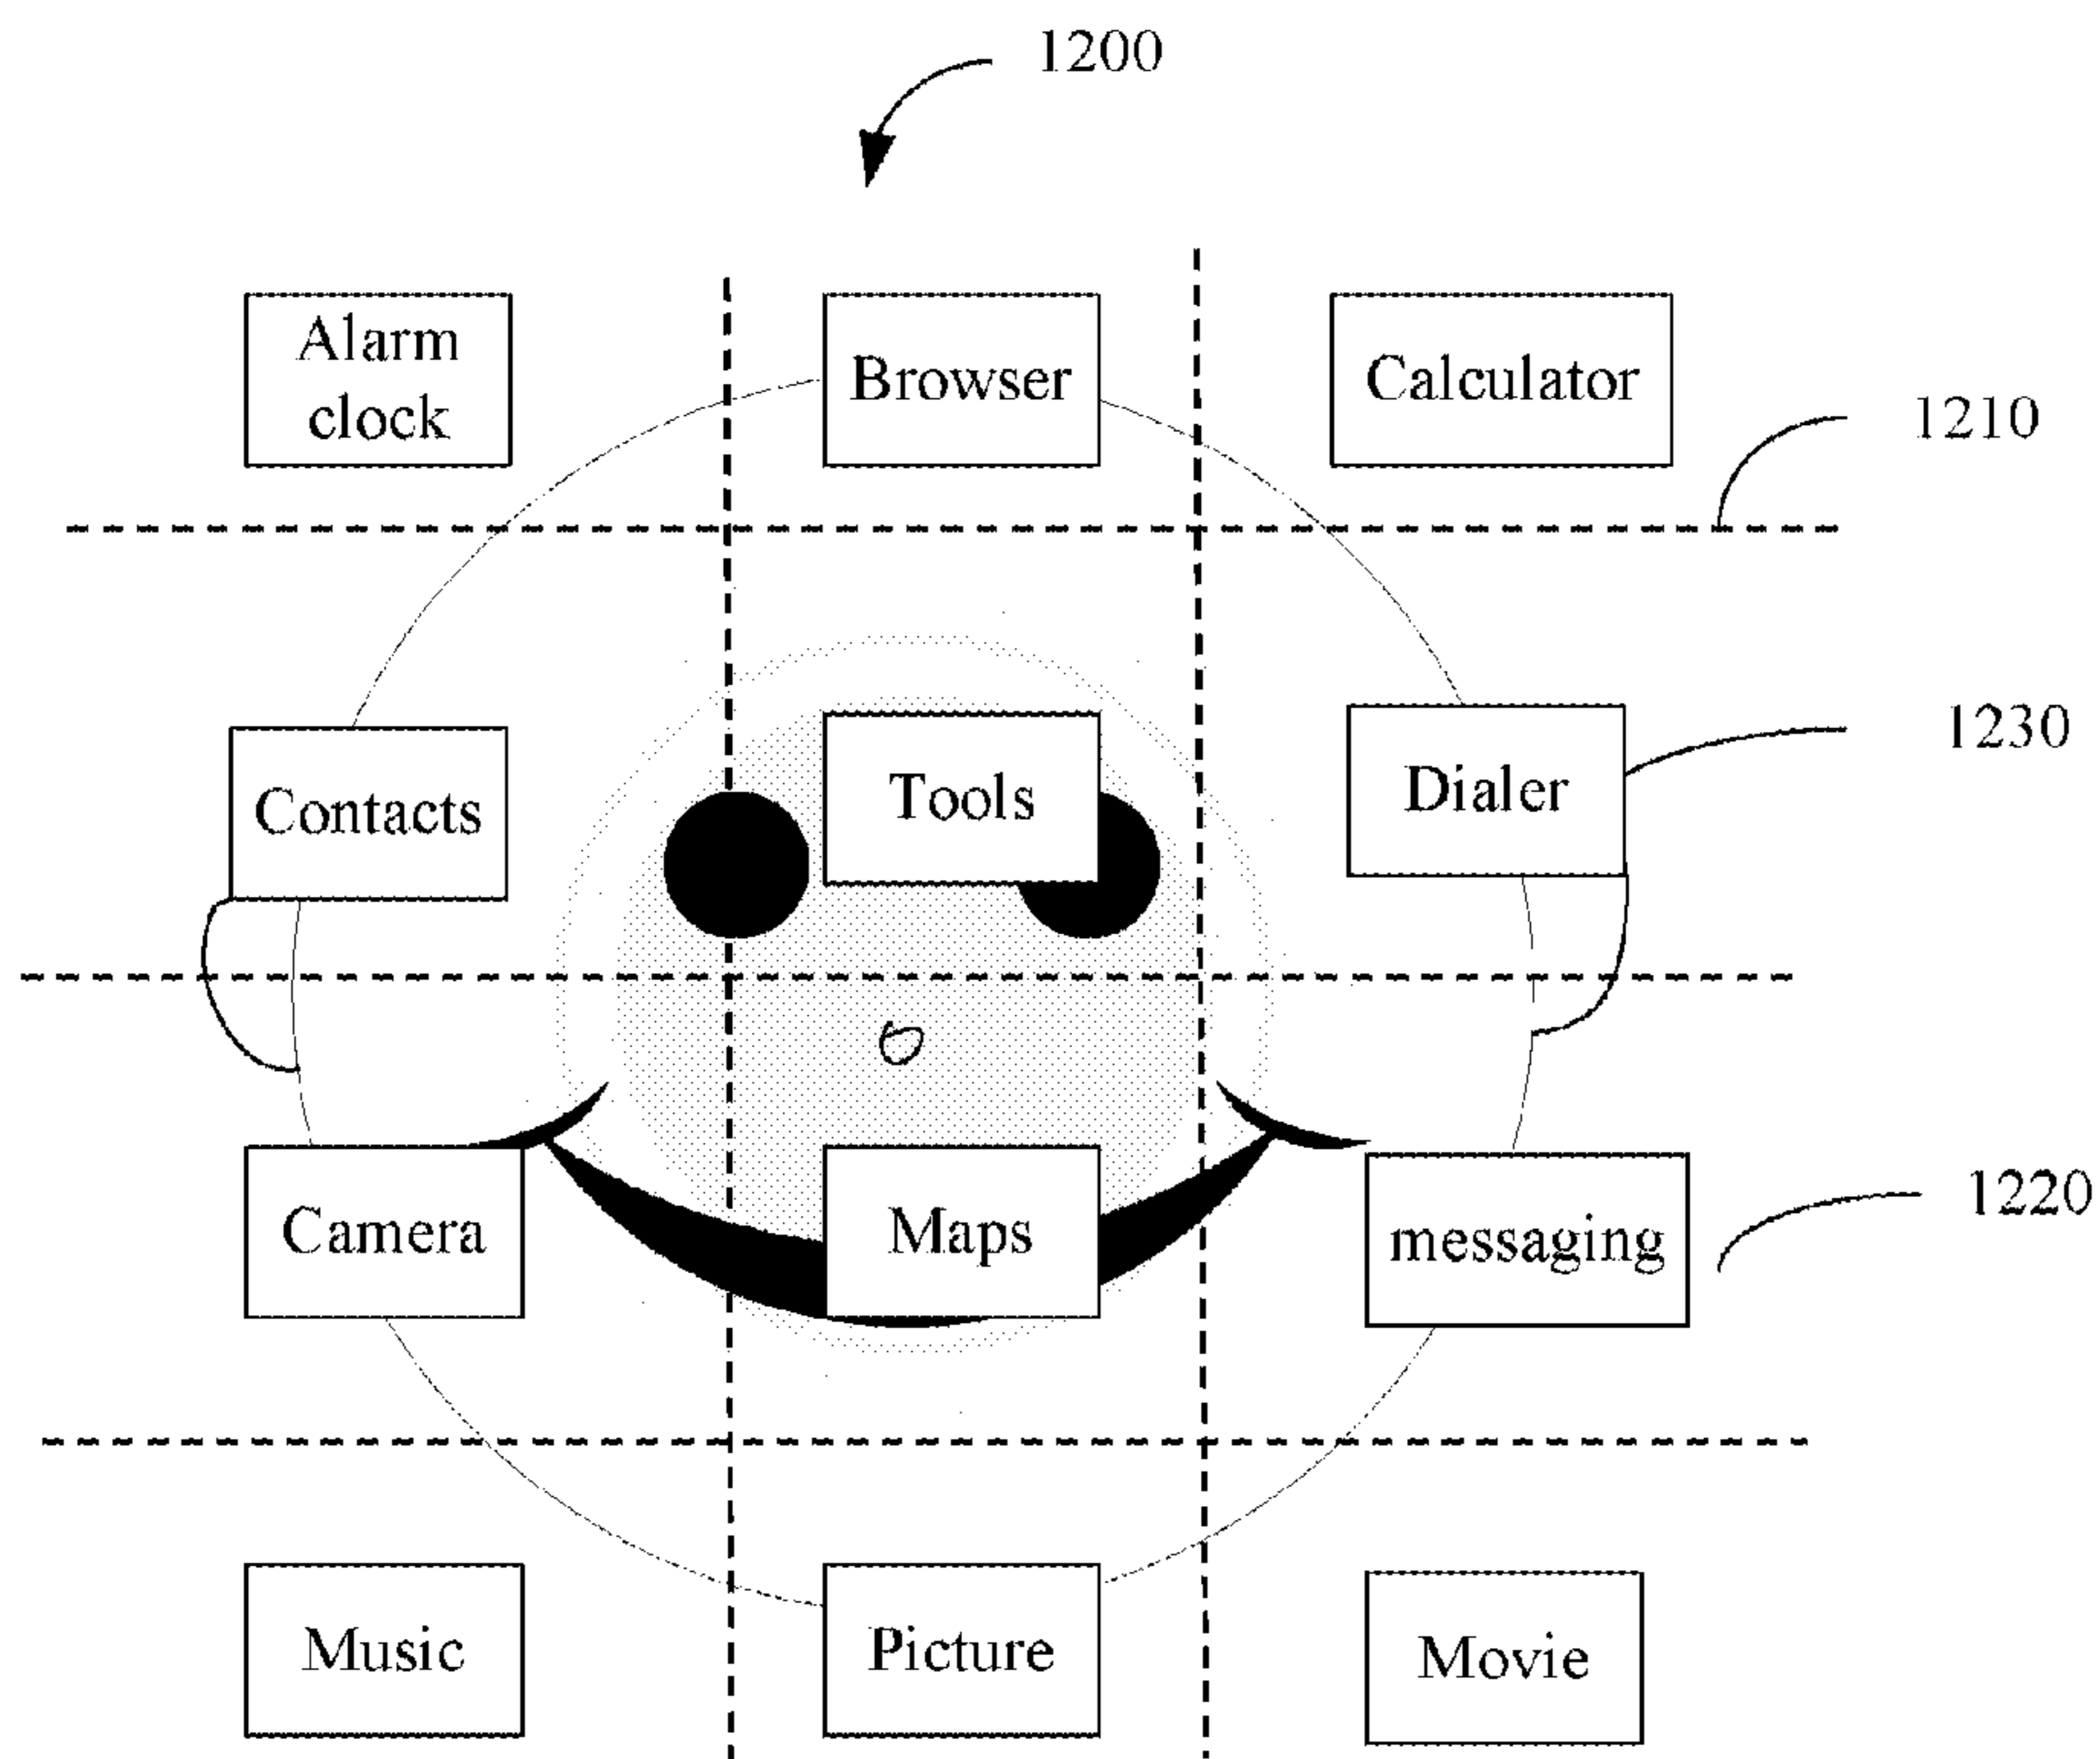 1200
Alarm
clock
Browser
Calculator
1210
Contacts
Tools
Dialer
1230
Camera
Maps
messaging
1220
Music
Picture
Movie